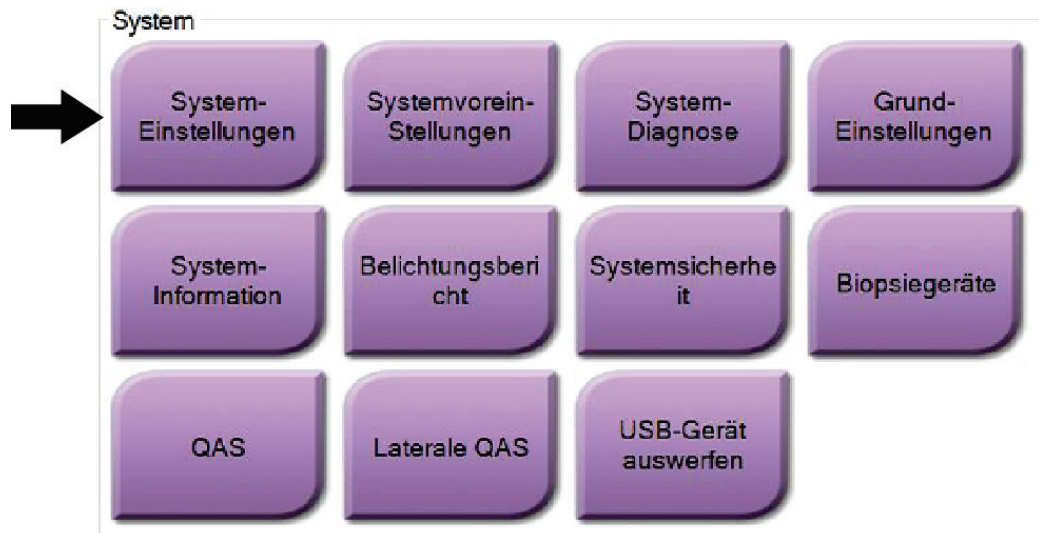 System
System-
Einstellungen
Systemvorein-
Stellungen
System-
Diagnose
Grund-
Einstellungen
System-
Information
Belichtungsberi
cht
Systemsicherhe
it
Biopsiegeräte
QAS
Laterale QAS
USB-Gerät
auswerfen